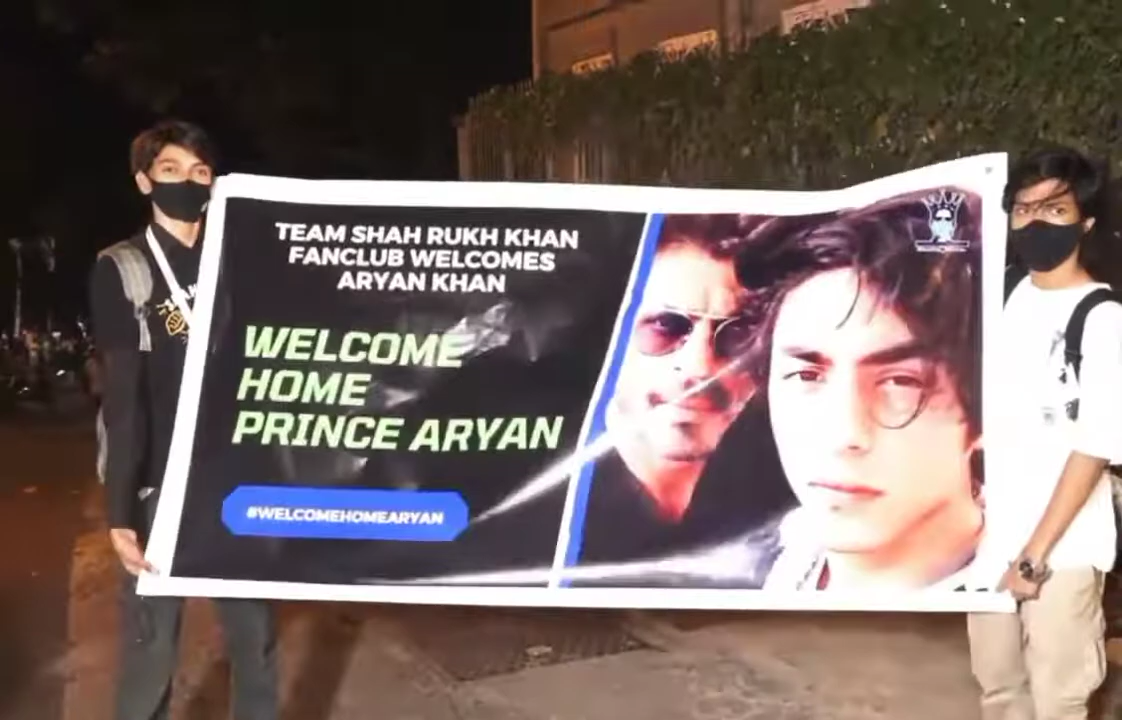 TEAM SHAH RUKH KHAN
FANCLUB WELCOMES
ARYAN KHAN
WELCOME
HOME
PRINCE ARYAN
#WELCOMEHOMEARYAN